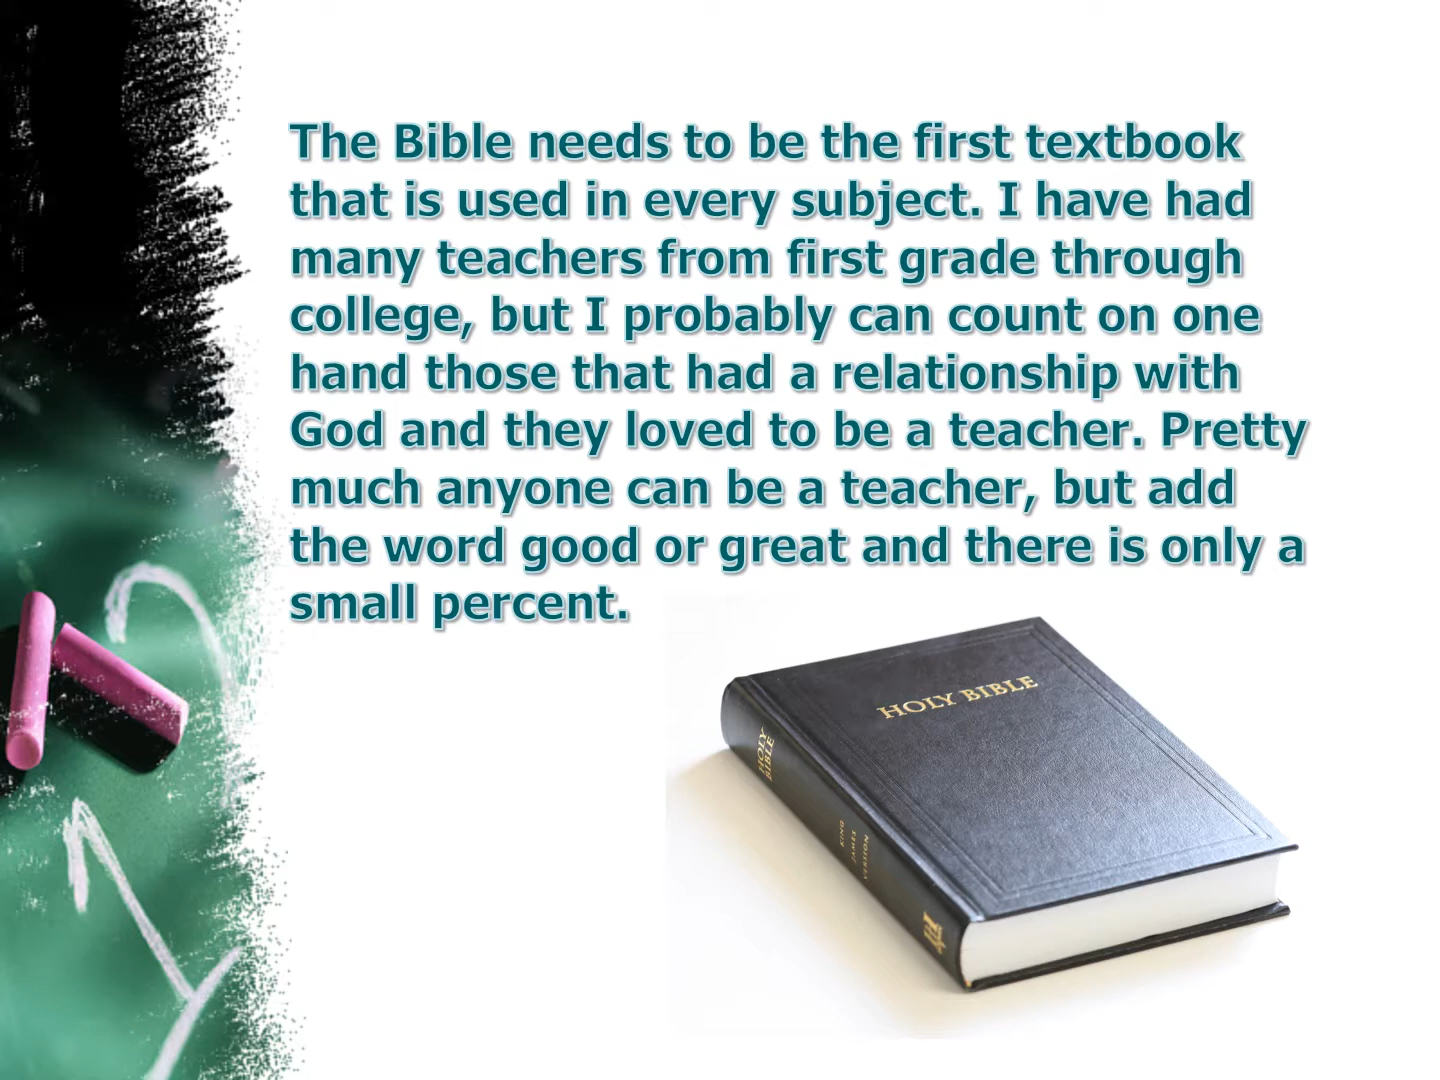 The Bible needs to be the first textbook
that is used in every subject. I have had
many teachers from first grade through
college, but I probably can count on one
hand those that had a relationship with
God and they loved to be a teacher. Pretty
much anyone can be a teacher, but add
the word good or great and there is only a
small percent.
HOLY BIBLE
HOLY
BIBLE
KING
JAMES
VERSION